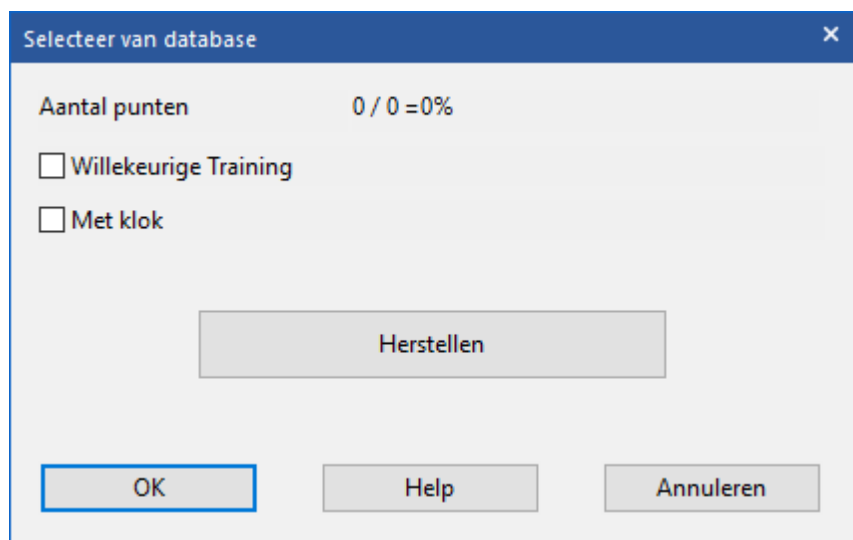 Selecteer van database
Aantal punten 0 / 0 =0%
Willekeurige Training
Met klok
Herstellen
OK Help Annuleren